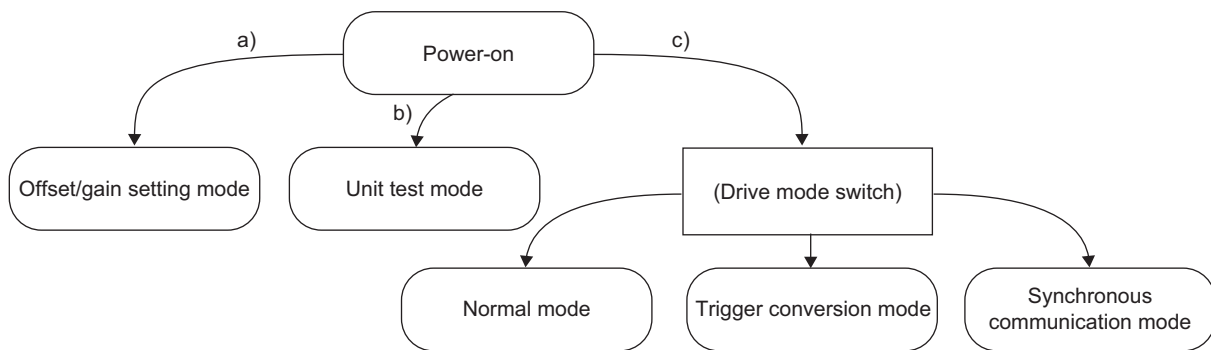 a)
Power-on
c)
b)
Offset/gain setting mode
Unit test mode
(Drive mode switch)
Normal mode
Trigger conversion mode
Synchronous
communication mode